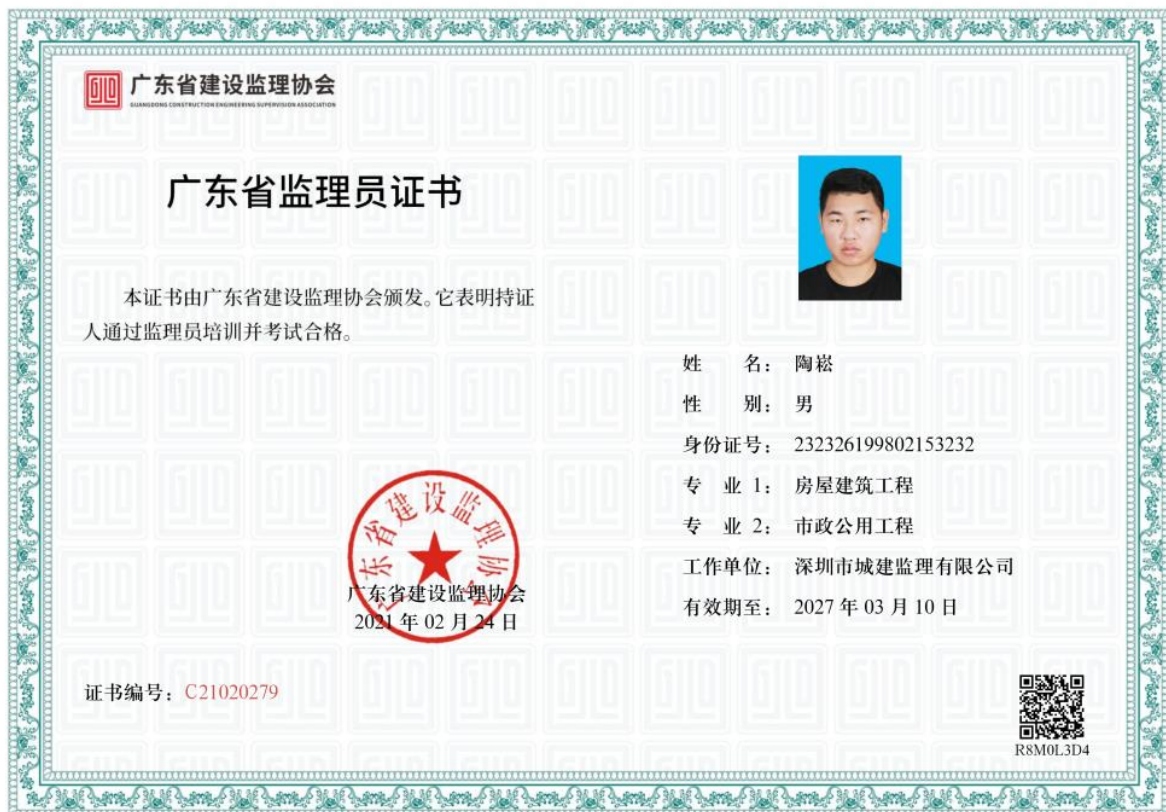 广东省建设监理协会
GUANGDONG CONSTRUCTION ENGINEERING SUPERVISION ASSOCIATION
广东省监理员证书
本证书由广东省建设监理协会颁发。它表明持证
人通过监理员培训并考试合格。
姓 名： 陶崧
性 别： 男
身份证号： 232326199802153232
专 业 1： 房屋建筑工程
专 业 2： 市政公用工程
工作单位： 深圳市城建监理有限公司
有效期至： 2027 年 03 月 10 日
广东省建设监理协会
广东省建设监理协会
2021 年 02 月 24 日
证书编号：C21020279
R8M0L3D4